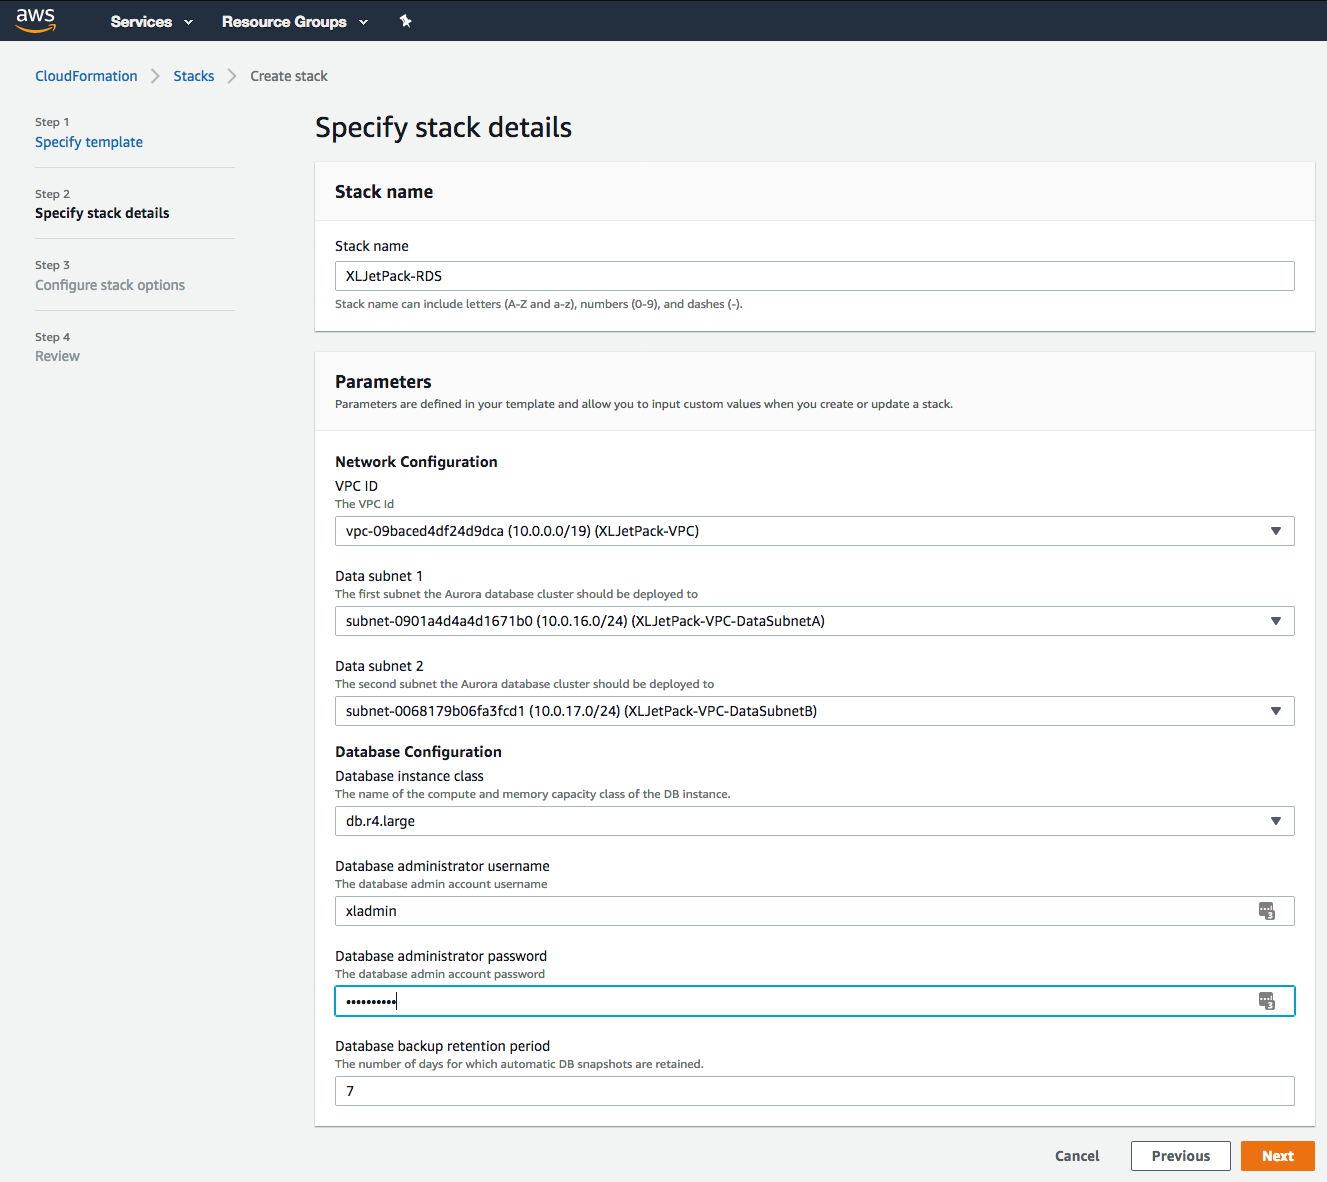 aws Services Resource Groups
CloudFormation Stacks Create stack
Step 1
Specify template
Step 2
Specify stack details
Step 3
Configure stack options
Step 4
Review
Specify stack details
Stack name
Stack name
XLJetPack-RDS
Stack name can include letters (A-Z and a-z), numbers (0-9), and dashes (-).
Parameters
Parameters are defined in your template and allow you to input custom values when you create or update a stack.
Network Configuration
VPC ID
The VPC Id
vpc-09baced4df24d9dca (10.0.0.0/19) (XLJetPack-VPC)
Data subnet 1
The first subnet the Aurora database cluster should be deployed to
subnet-0901a4d4a4d1671b0 (10.0.16.0/24) (XLJetPack-VPC-DataSubnetA)
Data subnet 2
The second subnet the Aurora database cluster should be deployed to
subnet-0068179b06fa3fcd1 (10.0.17.0/24) (XLJetPack-VPC-DataSubnetB)
Database Configuration
Database instance class
The name of the compute and memory capacity class of the DB instance.
db.r4.large
Database administrator username
The database admin account username
xladmin
3
Database administrator password
The database admin account password
••••••••••
3
Database backup retention period
The number of days for which automatic DB snapshots are retained.
7
Cancel Previous Next